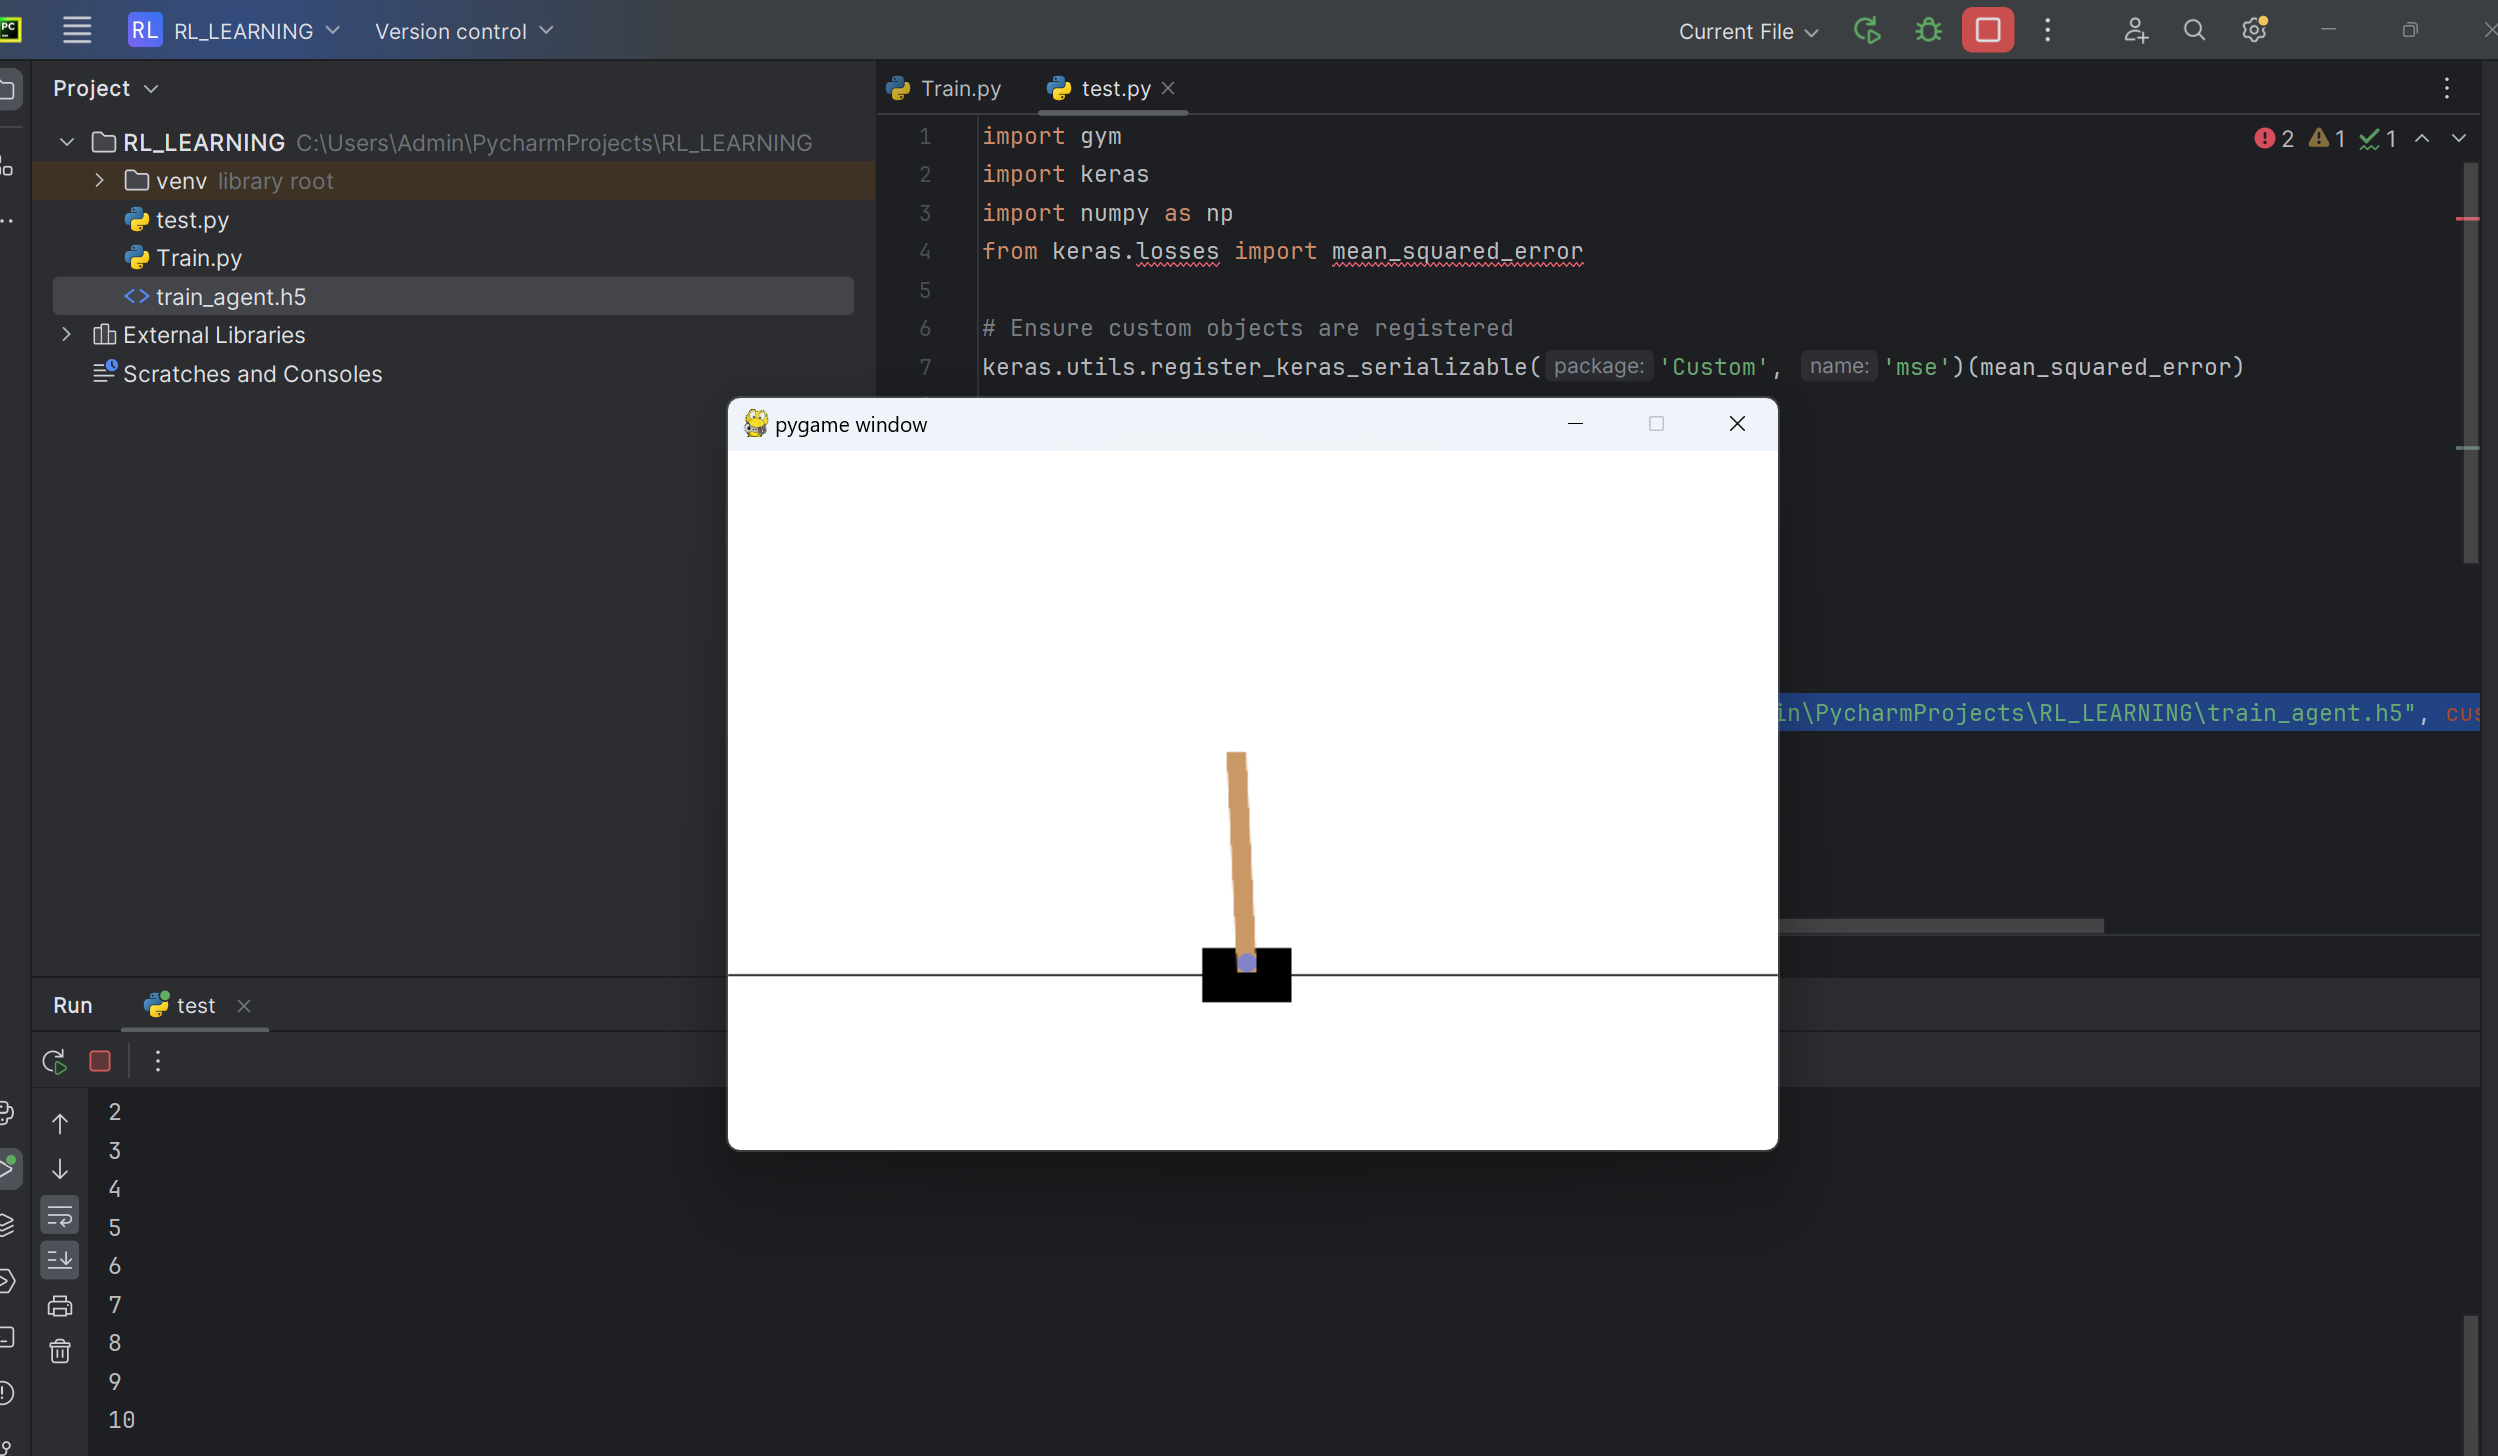 PC
RL RL_LEARNING Version control Current File
Project
RL_LEARNING C:\Users\Admin\PycharmProjects\RL_LEARNING
venv library root
test.py
Train.py
train_agent.h5
External Libraries
Scratches and Consoles
Train.py test.py
2 1 1
1 import gym
2 import keras
3 import numpy as np
4 from keras.losses import mean_squared_error
5
6 # Ensure custom objects are registered
7 keras.utils.register_keras_serializable( package: 'Custom', name: 'mse')(mean_squared_error)
pygame window
in\PycharmProjects\RL_LEARNING\train_agent.h5", cus
Run test
2
3
4
5
6
7
8
9
10